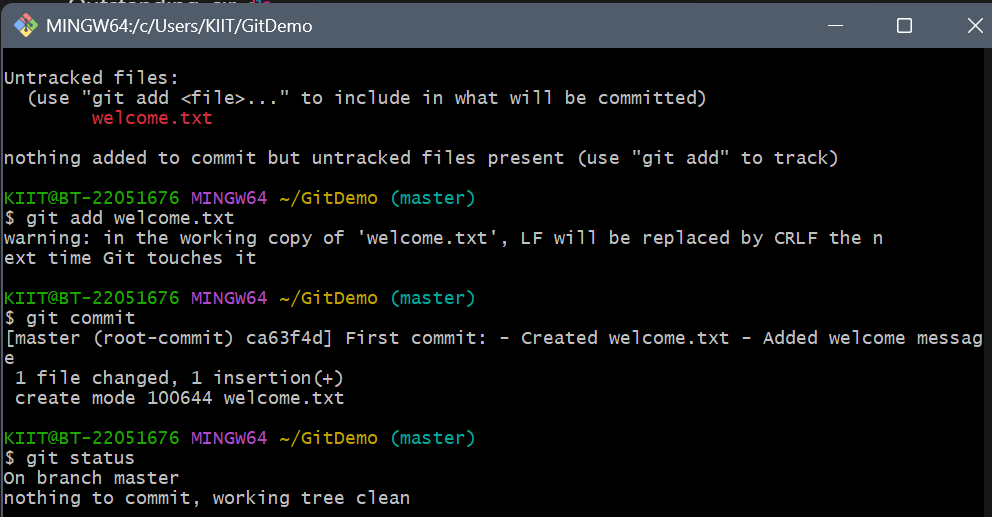 Outstanding sir
MINGW64:/c/Users/KIIT/GitDemo
Untracked files:
  (use "git add <file>..." to include in what will be committed)
        welcome.txt
nothing added to commit but untracked files present (use "git add" to track)
KIIT@BT-22051676 MINGW64 ~/GitDemo (master)
$ git add welcome.txt
warning: in the working copy of 'welcome.txt', LF will be replaced by CRLF the n
ext time Git touches it
KIIT@BT-22051676 MINGW64 ~/GitDemo (master)
$ git commit
[master (root-commit) ca63f4d] First commit: - Created welcome.txt - Added welcome messag
e
 1 file changed, 1 insertion(+)
 create mode 100644 welcome.txt
KIIT@BT-22051676 MINGW64 ~/GitDemo (master)
$ git status
On branch master
nothing to commit, working tree clean